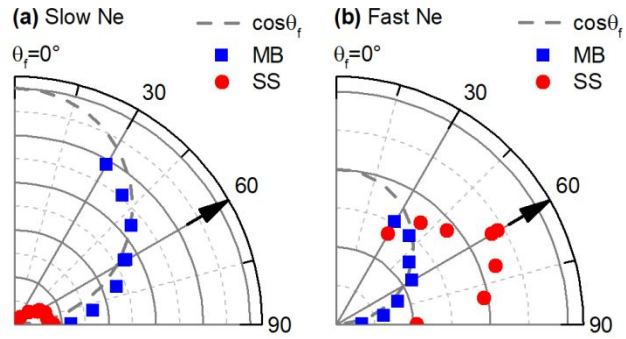 (a) Slow Ne
cosθf
θf=0°
MB
SS
30
60
90
(b) Fast Ne
cosθf
θf=0°
MB
SS
30
60
90